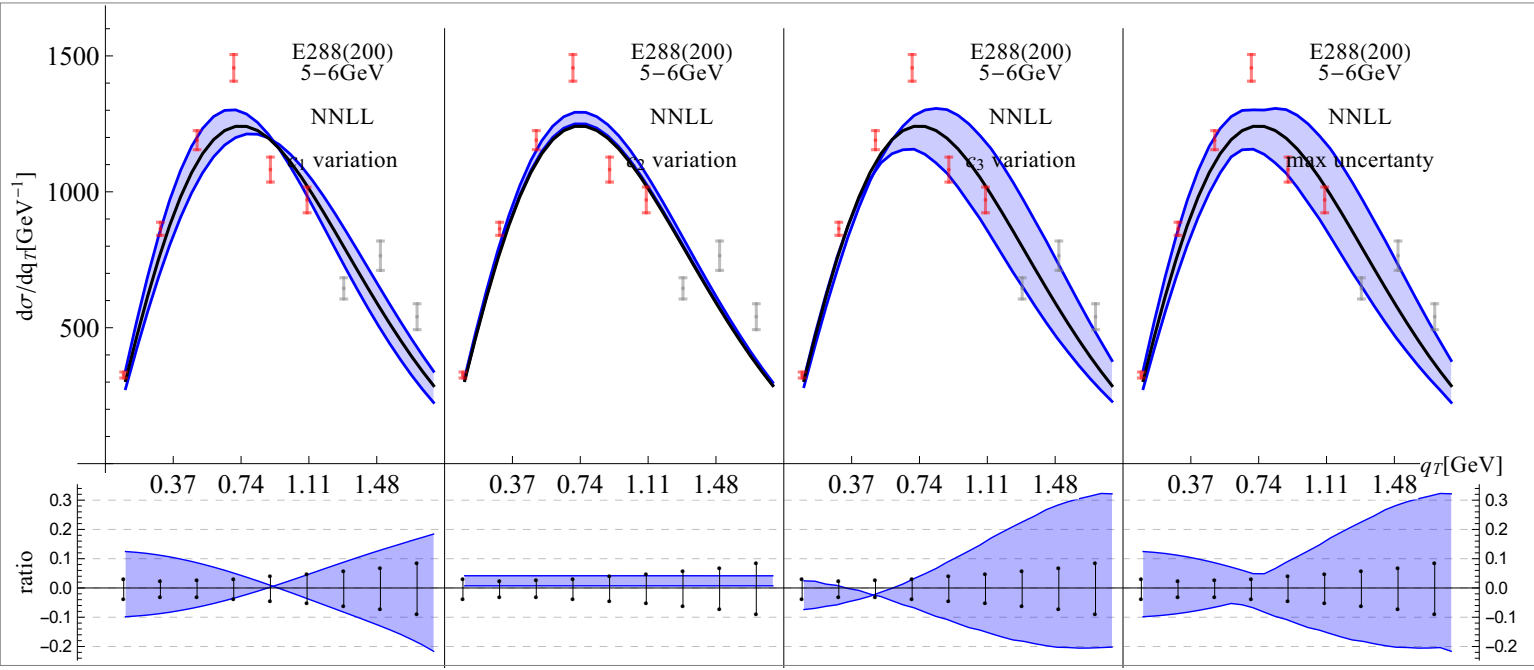 1500
1000
500
dσ/dq_T[GeV⁻¹]
E288(200)
5−6GeV
NNLL
c₁ variation
E288(200)
5−6GeV
NNLL
c₂ variation
E288(200)
5−6GeV
NNLL
c₃ variation
E288(200)
5−6GeV
NNLL
max uncertanty
q_T[GeV]
0.37 0.74 1.11 1.48
0.37 0.74 1.11 1.48
0.37 0.74 1.11 1.48
0.37 0.74 1.11 1.48
ratio
0.3
0.2
0.1
0.0
−0.1
−0.2
0.3
0.2
0.1
0.0
−0.1
−0.2